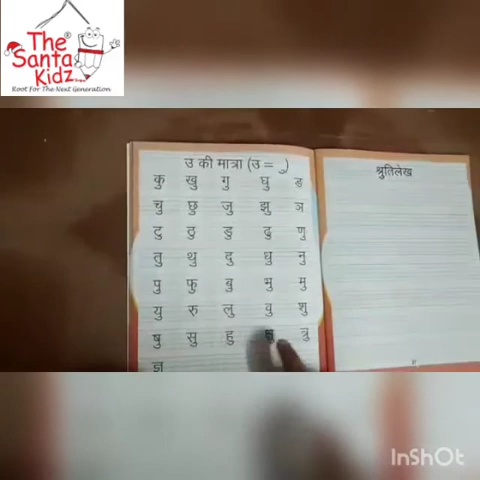 The
Santa
Kidz
®
Root For The Next Generation
उ की मात्रा (उ = ु)
कु खु गु घु ङ
चु छु जु झु ञ
टु ठु डु ढु णु
तु थु दु धु नु
पु फु बु भु मु
यु रु लु वु शु
षु सु हु क्षु त्रु
ज्ञ
श्रुतिलेख
InShOt